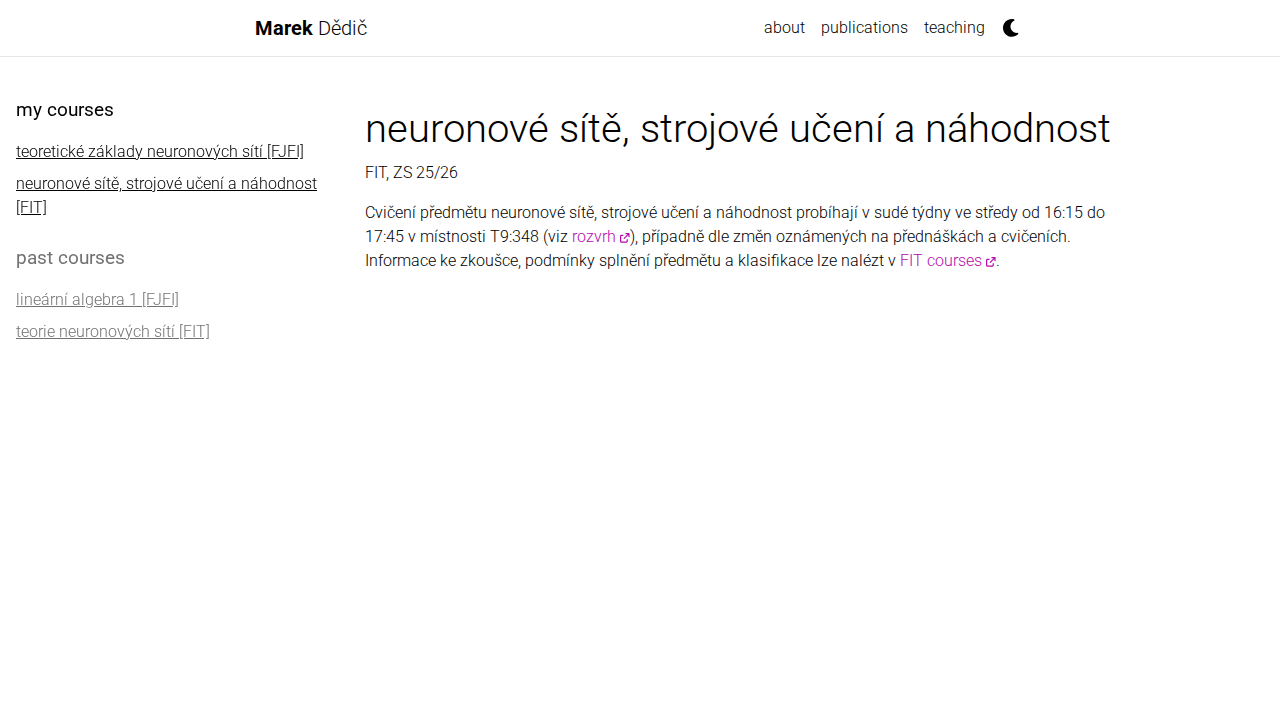 Marek Dědič
about publications teaching
my courses
teoretické základy neuronových sítí [FJFI]
neuronové sítě, strojové učení a náhodnost
[FIT]
past courses
lineární algebra 1 [FJFI]
teorie neuronových sítí [FIT]
neuronové sítě, strojové učení a náhodnost
FIT, ZS 25/26
Cvičení předmětu neuronové sítě, strojové učení a náhodnost probíhají v sudé týdny ve středy od 16:15 do
17:45 v místnosti T9:348 (viz rozvrh), případně dle změn oznámených na přednáškách a cvičeních.
Informace ke zkoušce, podmínky splnění předmětu a klasifikace lze nalézt v FIT courses.